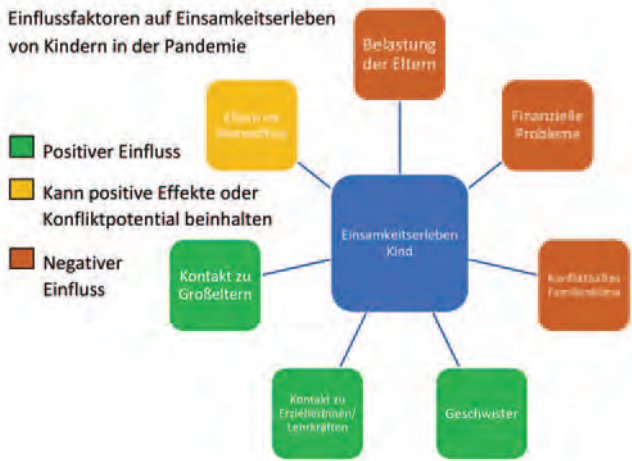 Einflussfaktoren auf Einsamkeitserleben
von Kindern in der Pandemie
Belastung
der Eltern
Finanzielle
Probleme
Positiver Einfluss
Kann positive Effekte oder
Konfliktpotential beinhalten
Negativer
Einfluss
Einsamkeitserleben
Kind
Kontakt zu
Großeltern
Konflikthaftes
Familienklima
Kontakt zu
ErzieherInnen/
Lehrkräften
Geschwister